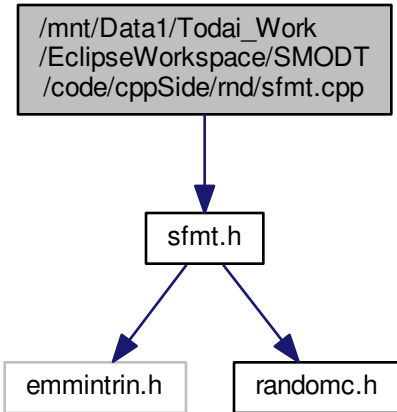 /mnt/Data1/Todai_Work
/EclipseWorkspace/SMODT
/code/cppSide/rnd/sfmt.cpp
sfmt.h
emmintrin.h
randomc.h